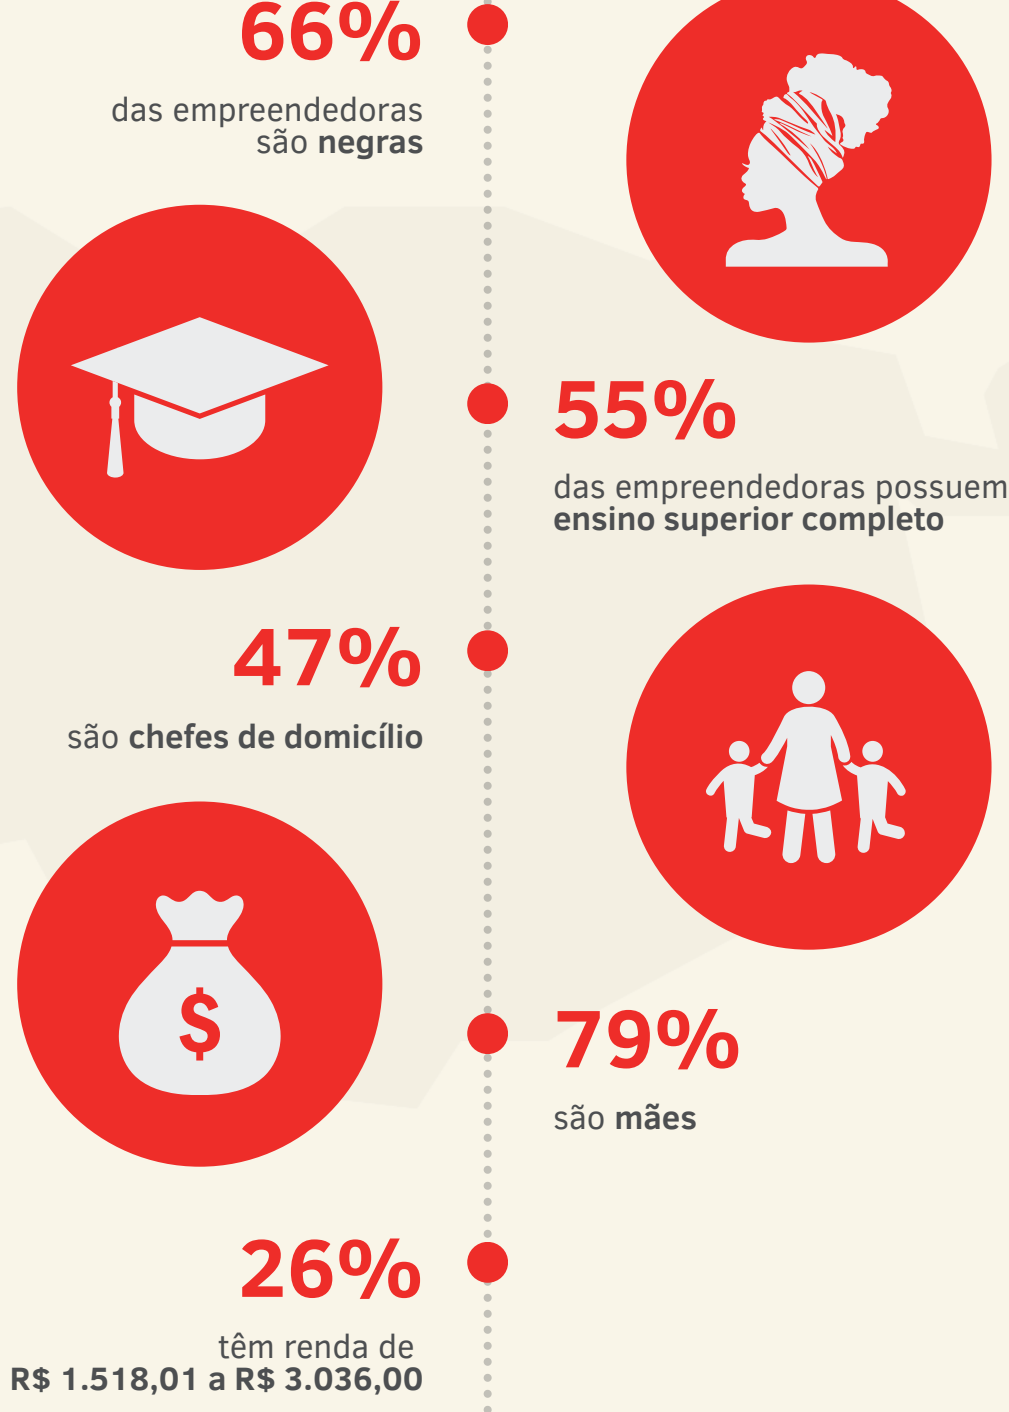 66%
das empreendedoras
são negras
55%
das empreendedoras possuem
ensino superior completo
47%
são chefes de domicílio
$
79%
são mães
26%
têm renda de
R$ 1.518,01 a R$ 3.036,00